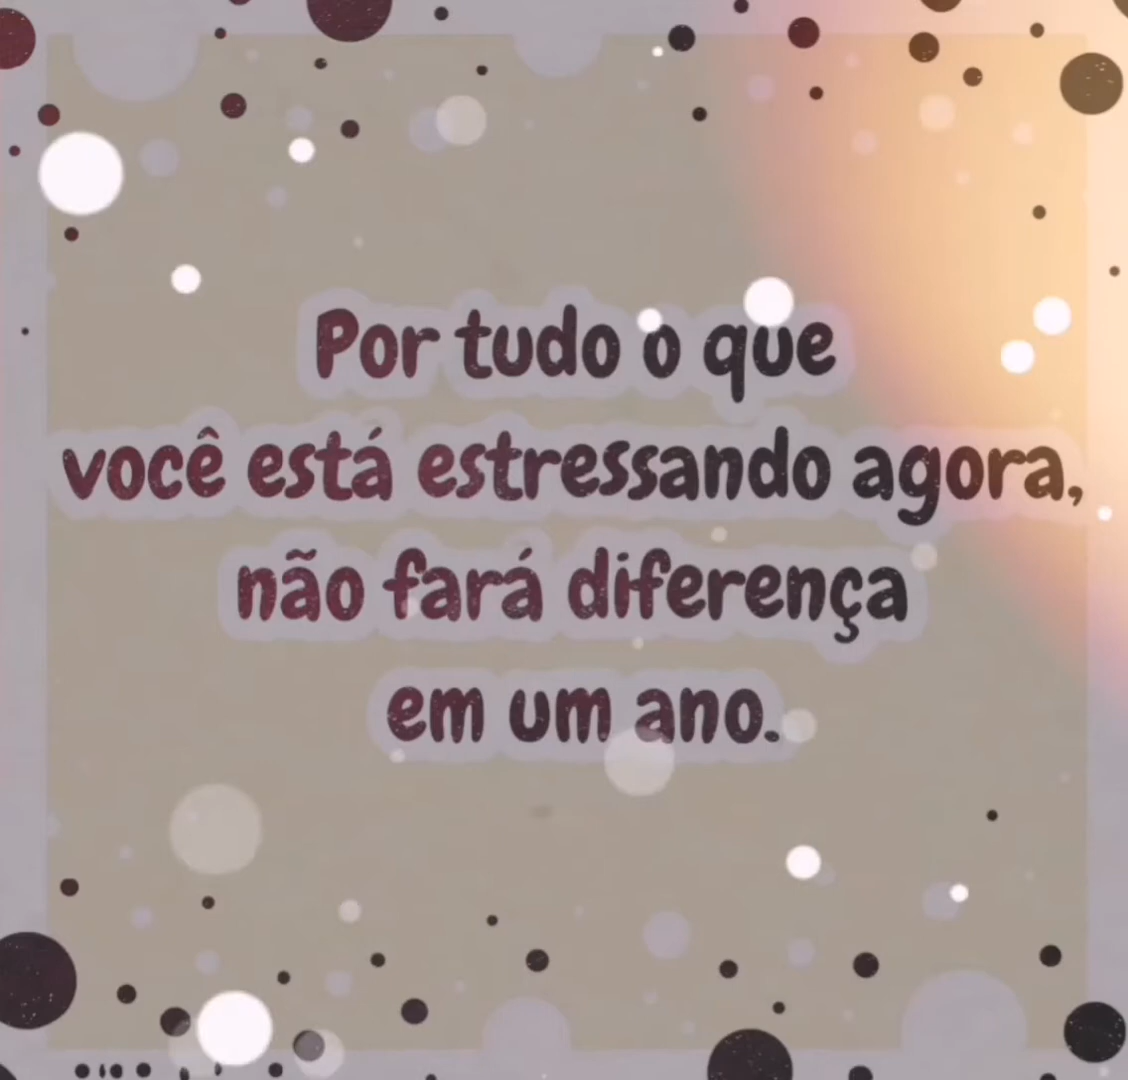 Por tudo o que
você está estressando agora,
não fará diferença
em um ano.